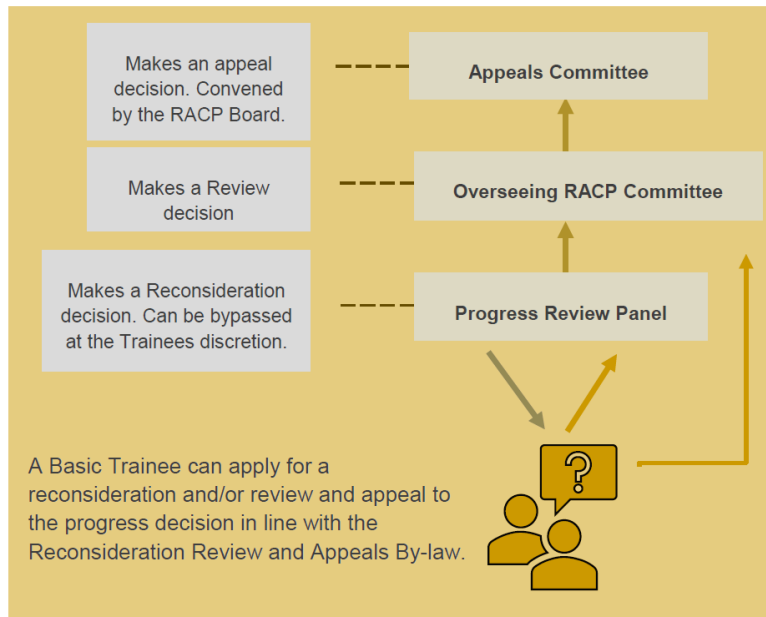 Makes an appeal
decision. Convened
by the RACP Board.
Appeals Committee
Makes a Review
decision
Overseeing RACP Committee
Makes a Reconsideration
decision. Can be bypassed
at the Trainees discretion.
Progress Review Panel
?
A Basic Trainee can apply for a
reconsideration and/or review and appeal to
the progress decision in line with the
Reconsideration Review and Appeals By-law.